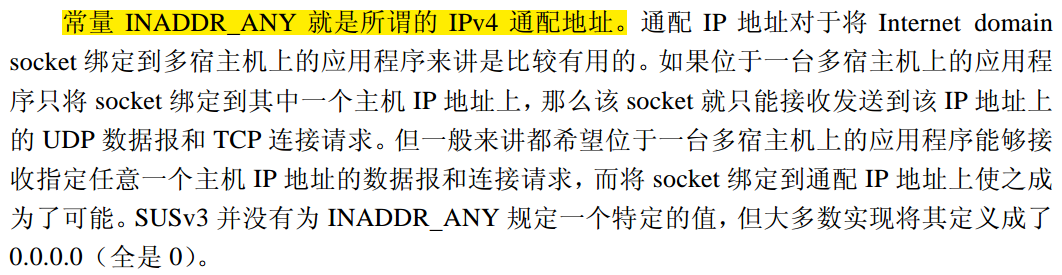 常量 INADDR_ANY 就是所谓的 IPv4 通配地址。通配 IP 地址对于将 Internet domain
socket 绑定到多宿主机上的应用程序来讲是比较有用的。如果位于一台多宿主机上的应用程
序只将 socket 绑定到其中一个主机 IP 地址上，那么该 socket 就只能接收发送到该 IP 地址上
的 UDP 数据报和 TCP 连接请求。但一般来讲都希望位于一台多宿主机上的应用程序能够接
收指定任意一个主机 IP 地址的数据报和连接请求，而将 socket 绑定到通配 IP 地址上使之成
为了可能。SUSv3 并没有为 INADDR_ANY 规定一个特定的值，但大多数实现将其定义成了
0.0.0.0（全是 0）。